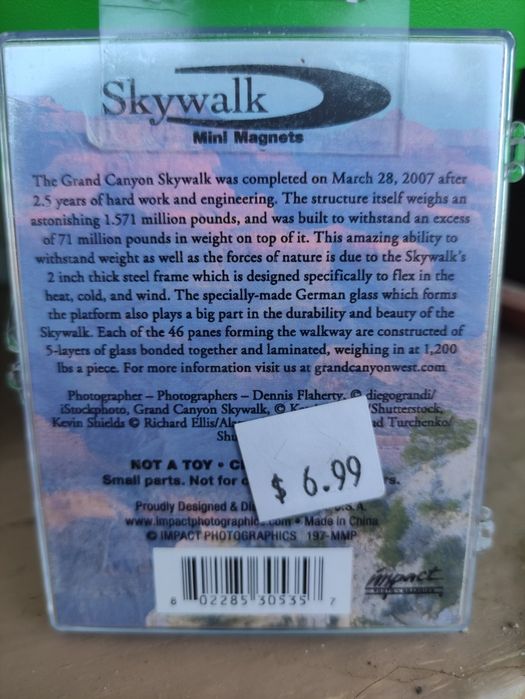 Skywalk
Mini Magnets
The Grand Canyon Skywalk was completed on March 28, 2007 after
2.5 years of hard work and engineering. The structure itself weighs an
astonishing 1.571 million pounds, and was built to withstand an excess
of 71 million pounds in weight on top of it. This amazing ability to
withstand weight as well as the forces of nature is due to the Skywalk's
2 inch thick steel frame which is designed specifically to flex in the
heat, cold, and wind. The specially-made German glass which forms
the platform also plays a big part in the durability and beauty of the
Skywalk. Each of the 46 panes forming the walkway are constructed of
5-layers of glass bonded together and laminated, weighing in at 1,200
lbs a piece. For more information visit us at grandcanyonwest.com
Photographer – Photographers – Dennis Flaherty, © diegograndi/
iStockphoto, Grand Canyon Skywalk, © /Shutterstock,
Kevin Shields © Richard Ellis/ Turchenko/
NOT A TOY •
Small parts. Not for
$ 6.99
Proudly Designed & U.S.A.
www.impactphotographics.com • Made in China
© IMPACT PHOTOGRAPHICS 197-MMP
6 02285 30535 7
impact